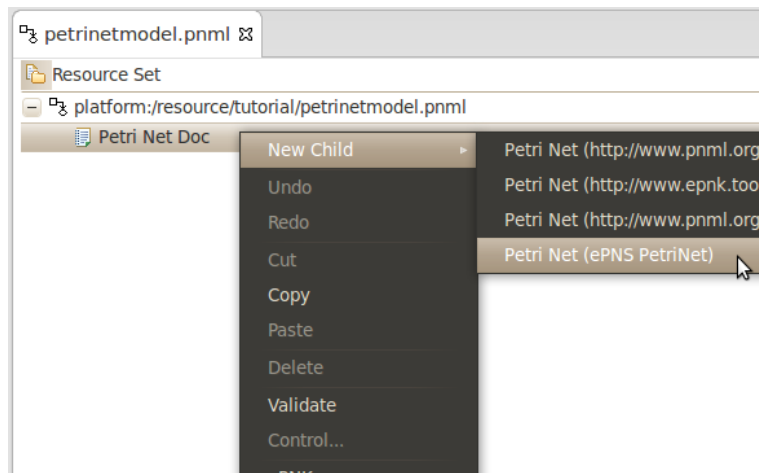 petrinetmodel.pnml
Resource Set
platform:/resource/tutorial/petrinetmodel.pnml
Petri Net Doc
New Child
Undo
Redo
Cut
Copy
Paste
Delete
Validate
Control...
Petri Net (http://www.pnml.org
Petri Net (http://www.epnk.too
Petri Net (http://www.pnml.org
Petri Net (ePNS PetriNet)